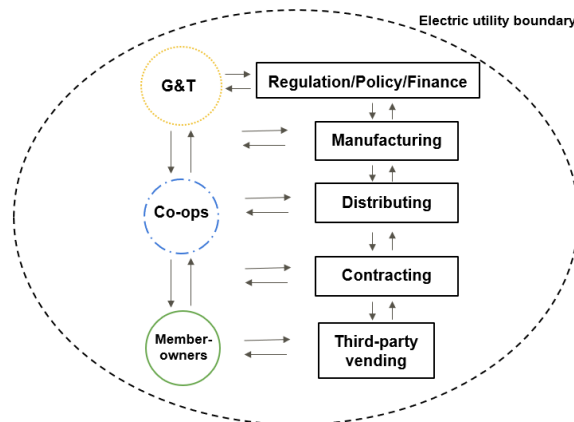 Electric utility boundary
G&T
Regulation/Policy/Finance
Manufacturing
Co-ops
Distributing
Contracting
Member-
owners
Third-party
vending